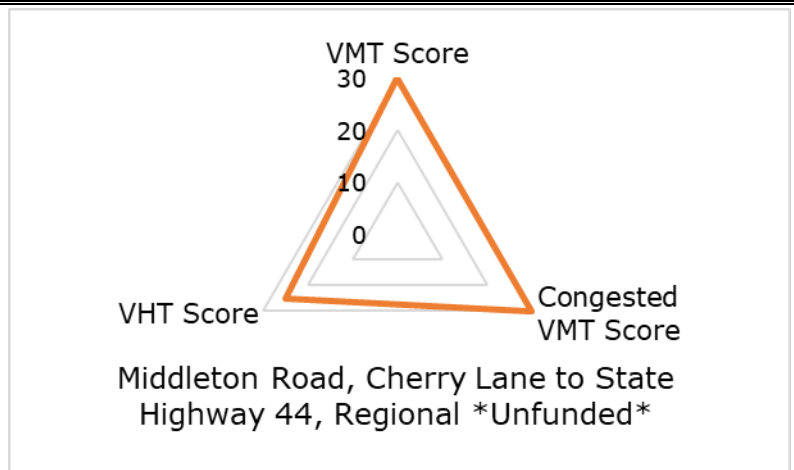 VMT Score
30
20
10
0
VHT Score
Congested
VMT Score
Middleton Road, Cherry Lane to State
Highway 44, Regional *Unfunded*